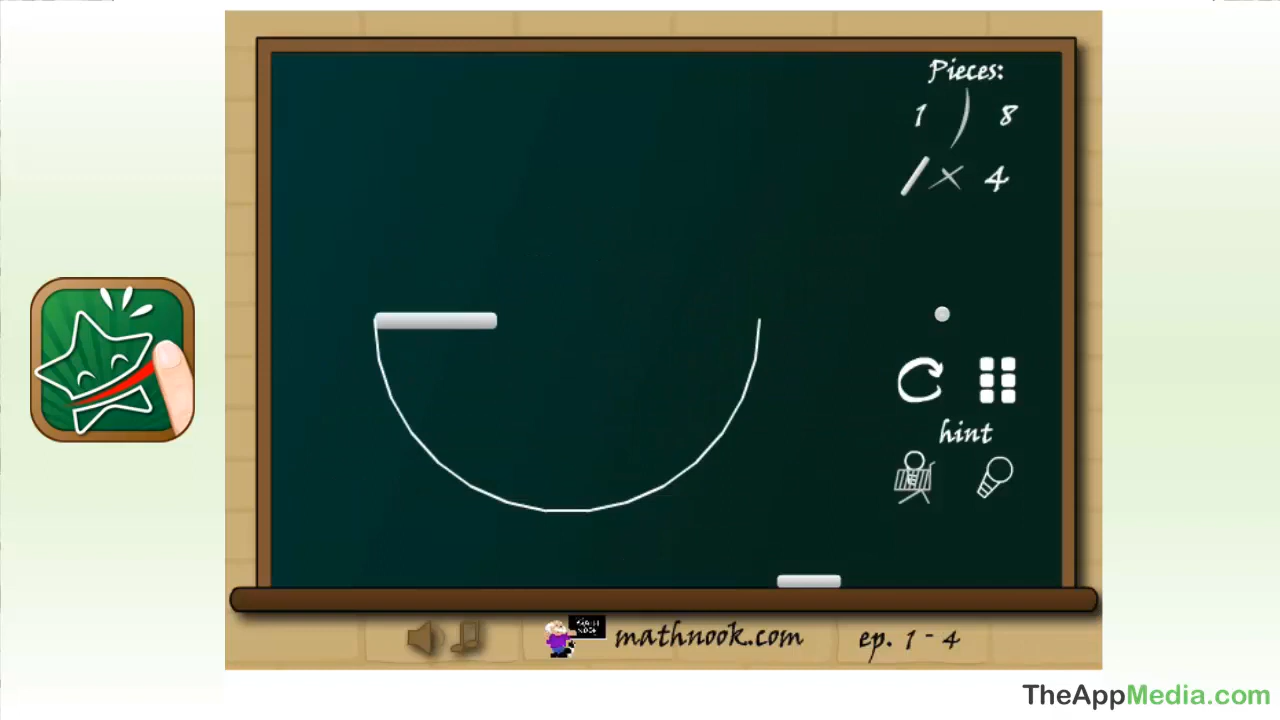 Pieces:
1 ) 8
/ × 4
hint
mathnook.com
ep. 1 - 4
TheAppMedia.com